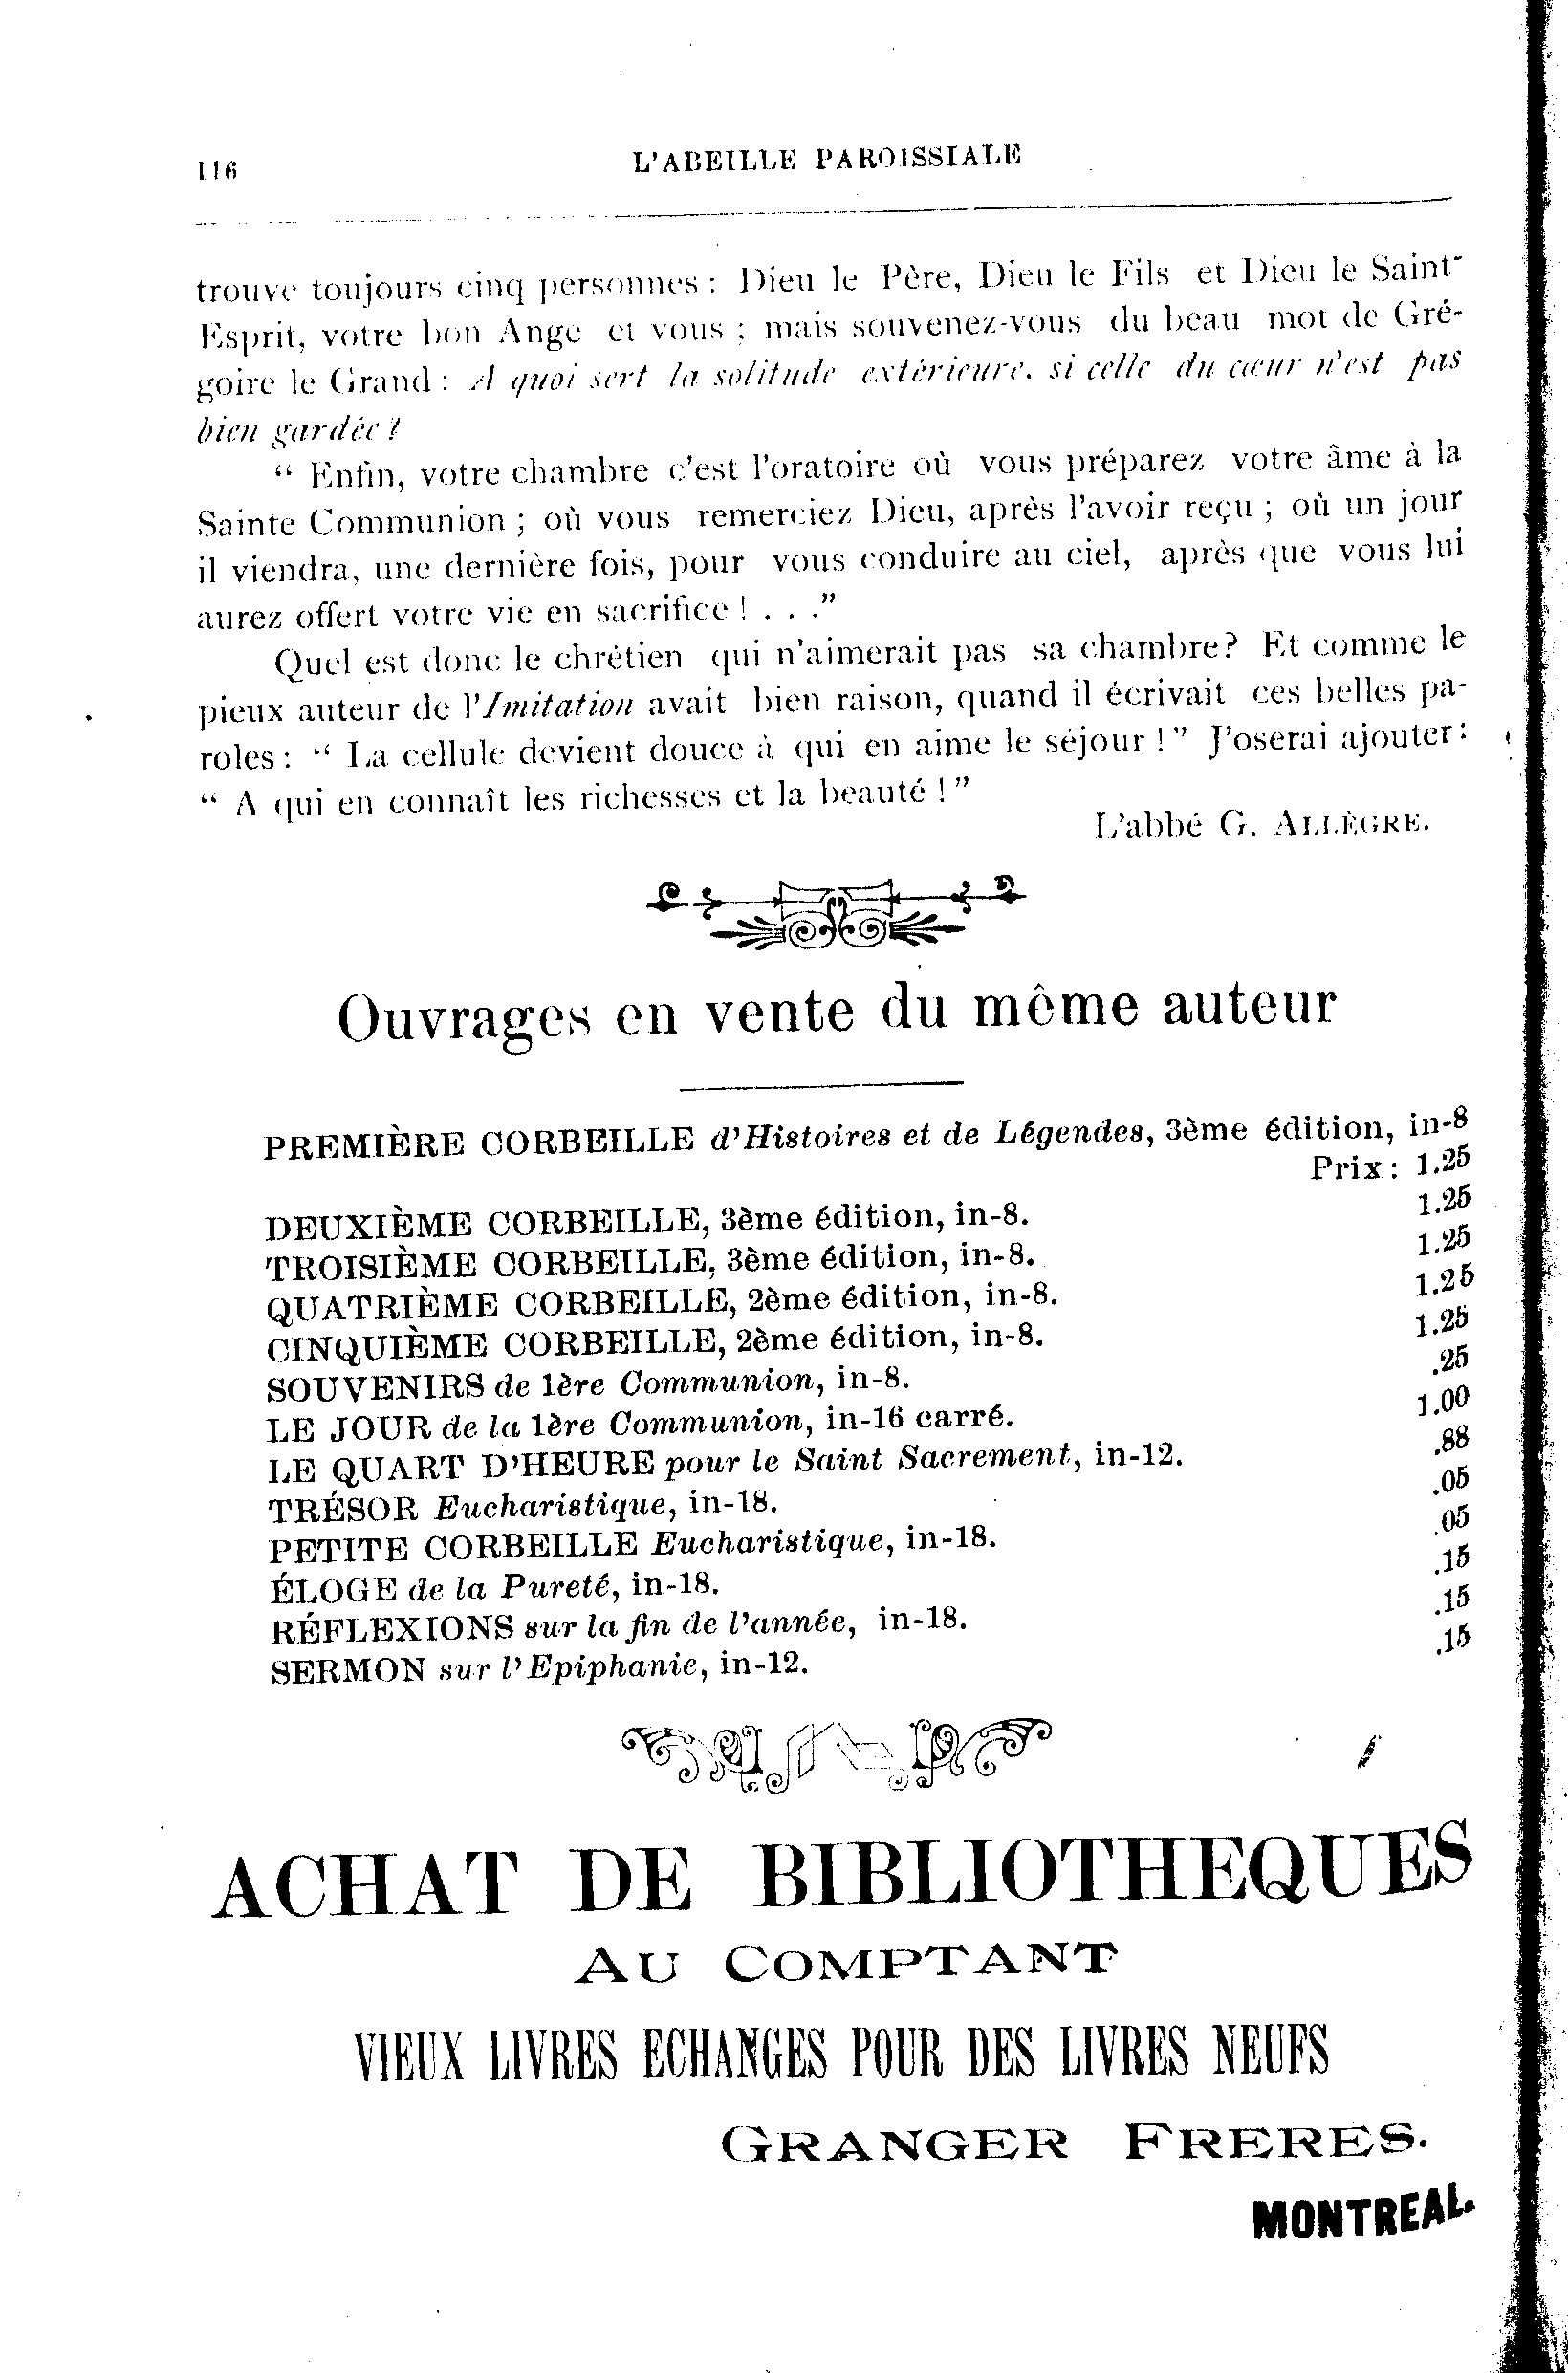 116
L'ABEILLE PAROISSIALE
trouve toujours cinq personnes : Dieu le Père, Dieu le Fils et Dieu le Saint-
Esprit, votre bon Ange et vous ; mais souvenez-vous du beau mot de Gré-
goire le Grand : A quoi sert la solitude extérieure, si celle du cœur n'est pas
bien gardée ?
“ Enfin, votre chambre c'est l'oratoire où vous préparez votre âme à la
Sainte Communion ; où vous remerciez Dieu, après l'avoir reçu ; où un jour
il viendra, une dernière fois, pour vous conduire au ciel, après que vous lui
aurez offert votre vie en sacrifice ! . . .”
Quel est donc le chrétien qui n'aimerait pas sa chambre? Et comme le
pieux auteur de l'Imitation avait bien raison, quand il écrivait ces belles pa-
roles : “ La cellule devient douce à qui en aime le séjour ! ” J'oserai ajouter :
“ A qui en connaît les richesses et la beauté ! ”
L'abbé G. ALLÈGRE.
Ouvrages en vente du même auteur
PREMIÈRE CORBEILLE d'Histoires et de Légendes, 3ème édition, in-8
Prix : 1.25
DEUXIÈME CORBEILLE, 3ème édition, in-8. 1.25
TROISIÈME CORBEILLE, 3ème édition, in-8. 1.25
QUATRIÈME CORBEILLE, 2ème édition, in-8. 1.25
CINQUIÈME CORBEILLE, 2ème édition, in-8. 1.25
SOUVENIRS de 1ère Communion, in-8. .25
LE JOUR de la 1ère Communion, in-16 carré. 1.00
LE QUART D'HEURE pour le Saint Sacrement, in-12. .88
TRÉSOR Eucharistique, in-18. .05
PETITE CORBEILLE Eucharistique, in-18. .05
ÉLOGE de la Pureté, in-18. .15
RÉFLEXIONS sur la fin de l'année, in-18. .15
SERMON sur l'Epiphanie, in-12. .15
ACHAT DE BIBLIOTHEQUES
AU COMPTANT
VIEUX LIVRES ECHANGES POUR DES LIVRES NEUFS
GRANGER FRERES.
MONTREAL.